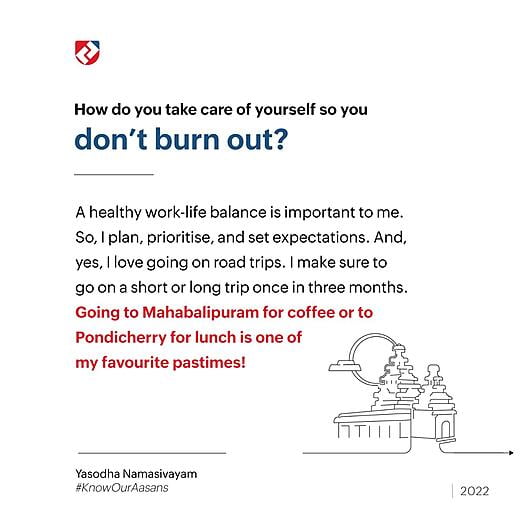 How do you take care of yourself so you
don't burn out?
A healthy work-life balance is important to me.
So, I plan, prioritise, and set expectations. And,
yes, I love going on road trips. I make sure to
go on a short or long trip once in three months.
Going to Mahabalipuram for coffee or to
Pondicherry for lunch is one of
my favourite pastimes!
Yasodha Namasivayam
#KnowOurAasans
2022